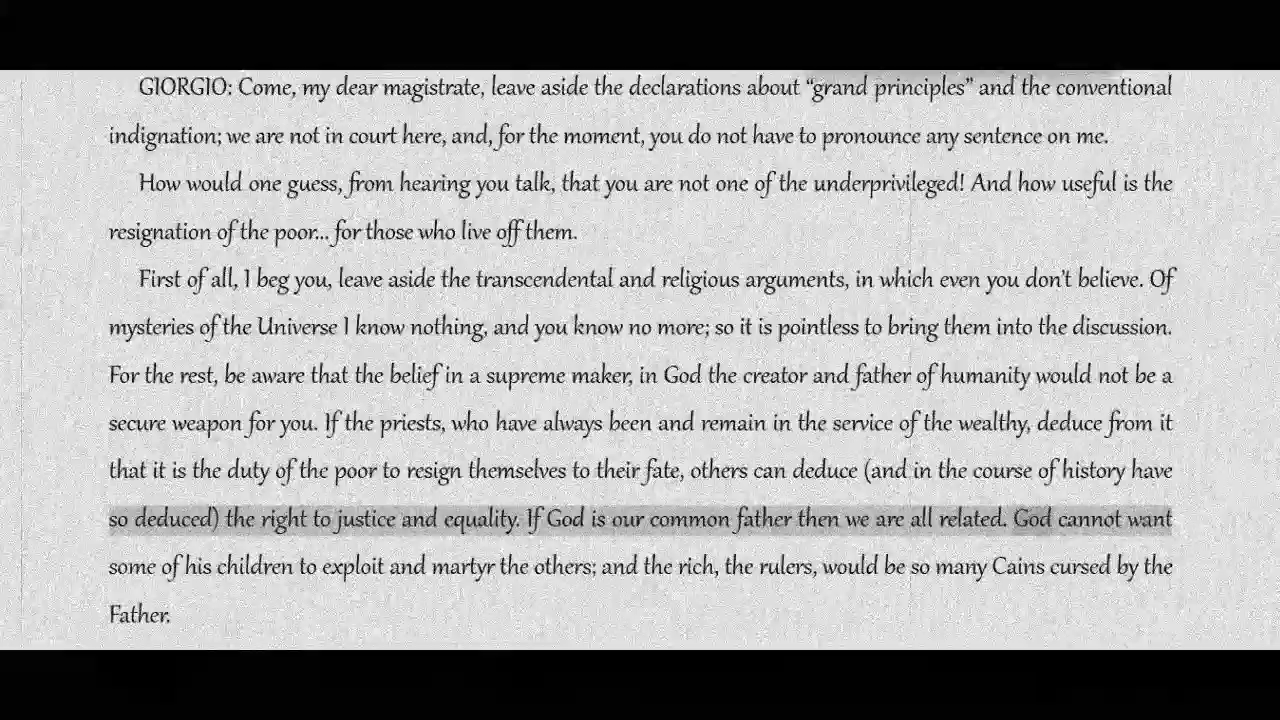 GIORGIO: Come, my dear magistrate, leave aside the declarations about “grand principles” and the conventional
indignation; we are not in court here, and, for the moment, you do not have to pronounce any sentence on me.
How would one guess, from hearing you talk, that you are not one of the underprivileged! And how useful is the
resignation of the poor... for those who live off them.
First of all, I beg you, leave aside the transcendental and religious arguments, in which even you don’t believe. Of
mysteries of the Universe I know nothing, and you know no more; so it is pointless to bring them into the discussion.
For the rest, be aware that the belief in a supreme maker, in God the creator and father of humanity would not be a
secure weapon for you. If the priests, who have always been and remain in the service of the wealthy, deduce from it
that it is the duty of the poor to resign themselves to their fate, others can deduce (and in the course of history have
so deduced) the right to justice and equality. If God is our common father then we are all related. God cannot want
some of his children to exploit and martyr the others; and the rich, the rulers, would be so many Cains cursed by the
Father.